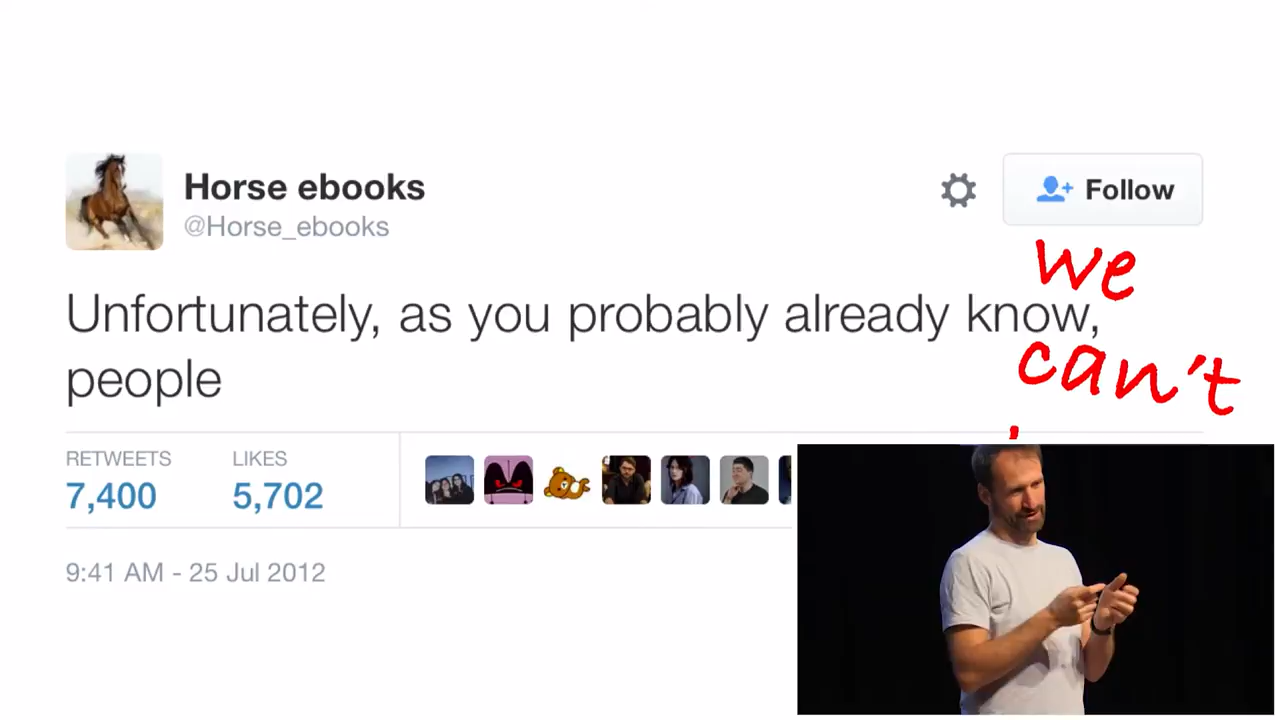 Horse ebooks
@Horse_ebooks
Follow
we
Unfortunately, as you probably already know,
can't
people
RETWEETS
LIKES
7,400
5,702
9:41 AM - 25 Jul 2012